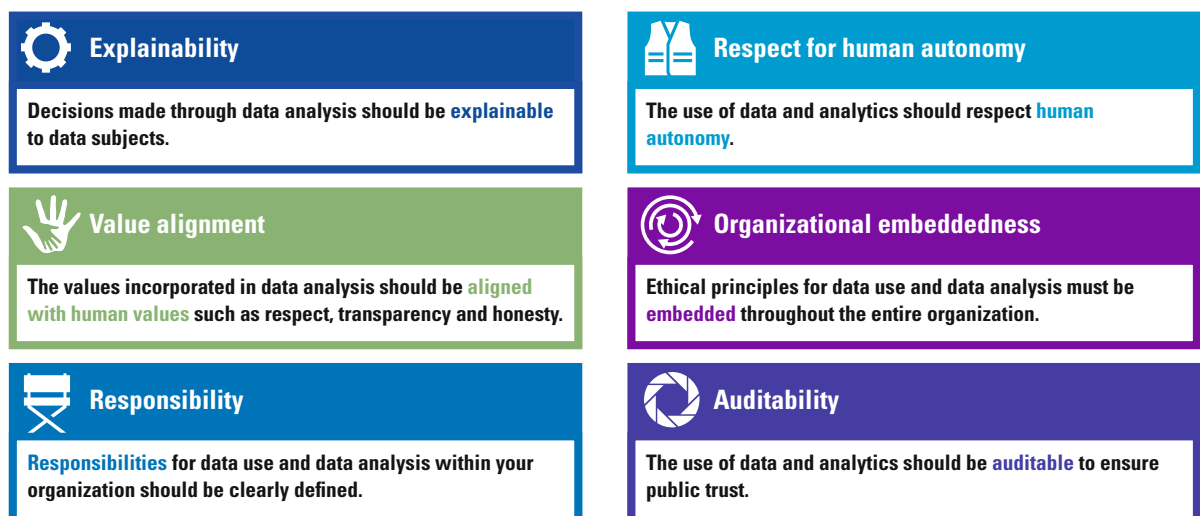 Explainability
Decisions made through data analysis should be explainable
to data subjects.
Respect for human autonomy
The use of data and analytics should respect human
autonomy.
Value alignment
The values incorporated in data analysis should be aligned
with human values such as respect, transparency and honesty.
Organizational embeddedness
Ethical principles for data use and data analysis must be
embedded throughout the entire organization.
Responsibility
Responsibilities for data use and data analysis within your
organization should be clearly defined.
Auditability
The use of data and analytics should be auditable to ensure
public trust.